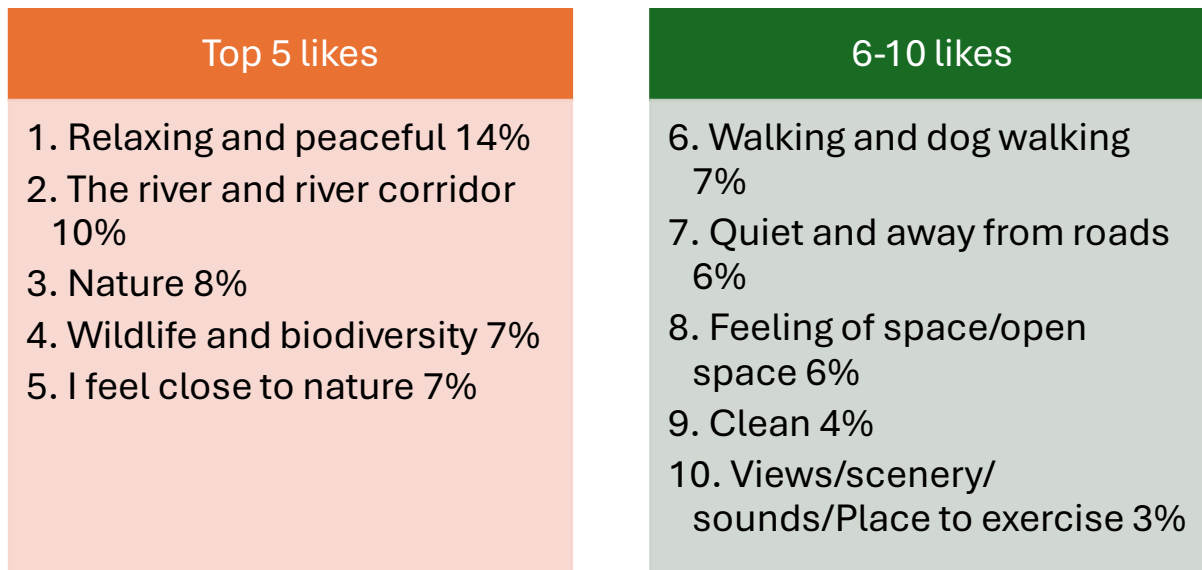 Top 5 likes
1. Relaxing and peaceful 14%
2. The river and river corridor
10%
3. Nature 8%
4. Wildlife and biodiversity 7%
5. I feel close to nature 7%
6-10 likes
6. Walking and dog walking
7%
7. Quiet and away from roads
6%
8. Feeling of space/open
space 6%
9. Clean 4%
10. Views/scenery/
sounds/Place to exercise 3%